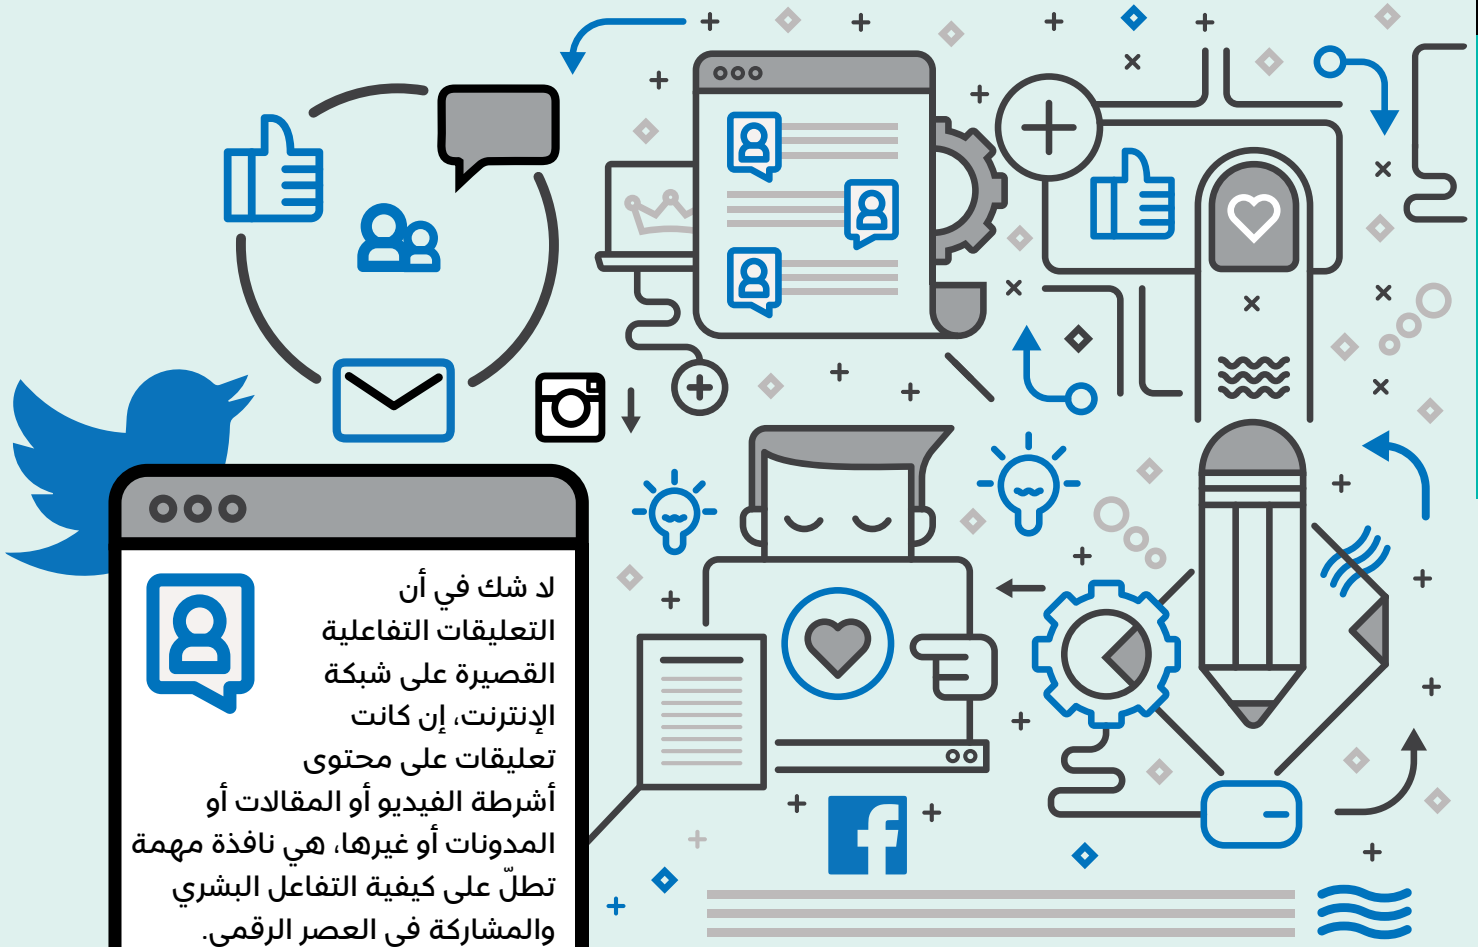 لا شك في أن
التعليقات التفاعلية
القصيرة على شبكة
الإنترنت، إن كانت
تعليقات على محتوى
أشرطة الفيديو أو المقالات أو
المدونات أو غيرها، هي نافذة مهمة
تطلّ على كيفية التفاعل البشري
والمشاركة في العصر الرقمي.